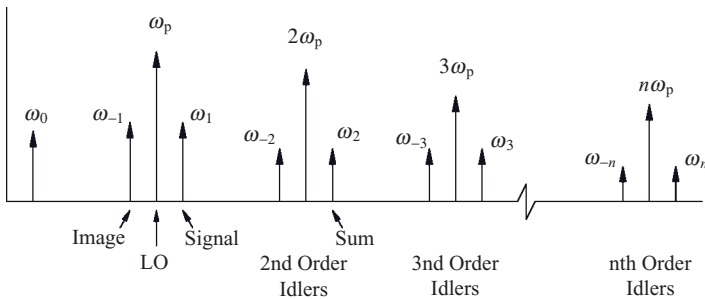 ωp
2ωp
3ωp
nωp
ω0
ω−1
ω1
ω−2
ω2
ω−3
ω3
ω−n
ωn
Image
Signal
Sum
LO
2nd Order
Idlers
3nd Order
Idlers
nth Order
Idlers